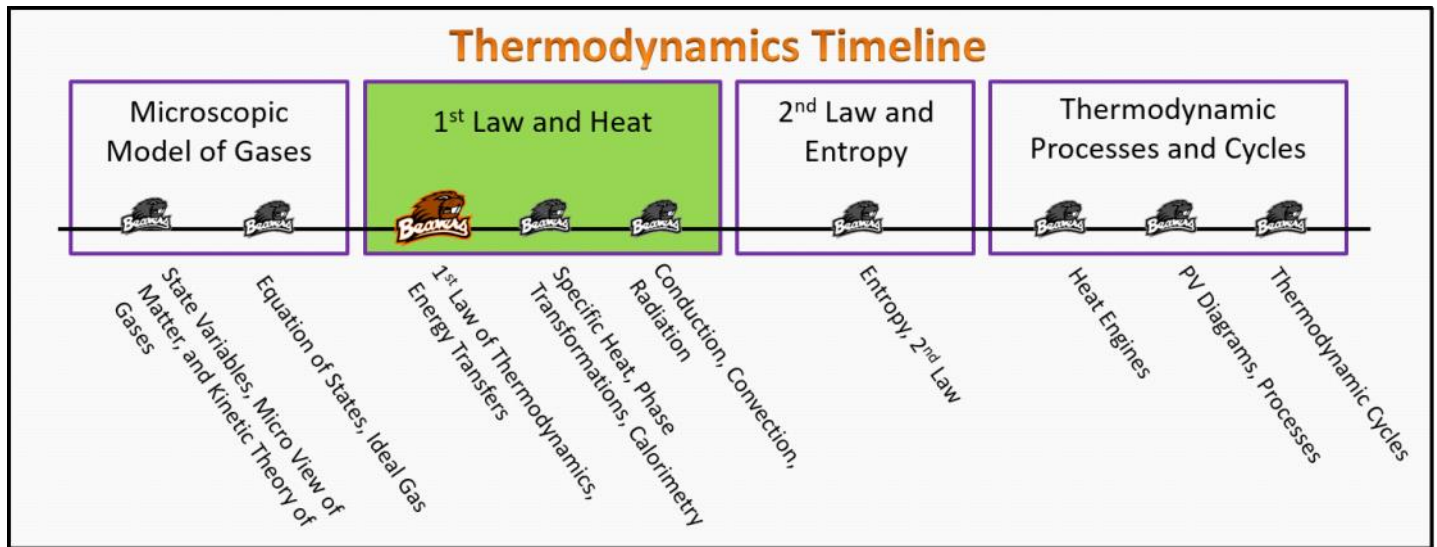 Thermodynamics Timeline
Microscopic
Model of Gases
1st Law and Heat
2nd Law and
Entropy
Thermodynamic
Processes and Cycles
Beavers
Beavers
Beavers
Beavers
Beavers
Beavers
Beavers
Beavers
Beavers
State Variables, Micro View of
Matter, and Kinetic Theory of
Gases
Equation of States, Ideal Gas
1st Law of Thermodynamics,
Energy Transfers
Specific Heat, Phase
Transformations, Calorimetry
Conduction, Convection,
Radiation
Entropy, 2nd Law
Heat Engines
PV Diagrams, Processes
Thermodynamic Cycles